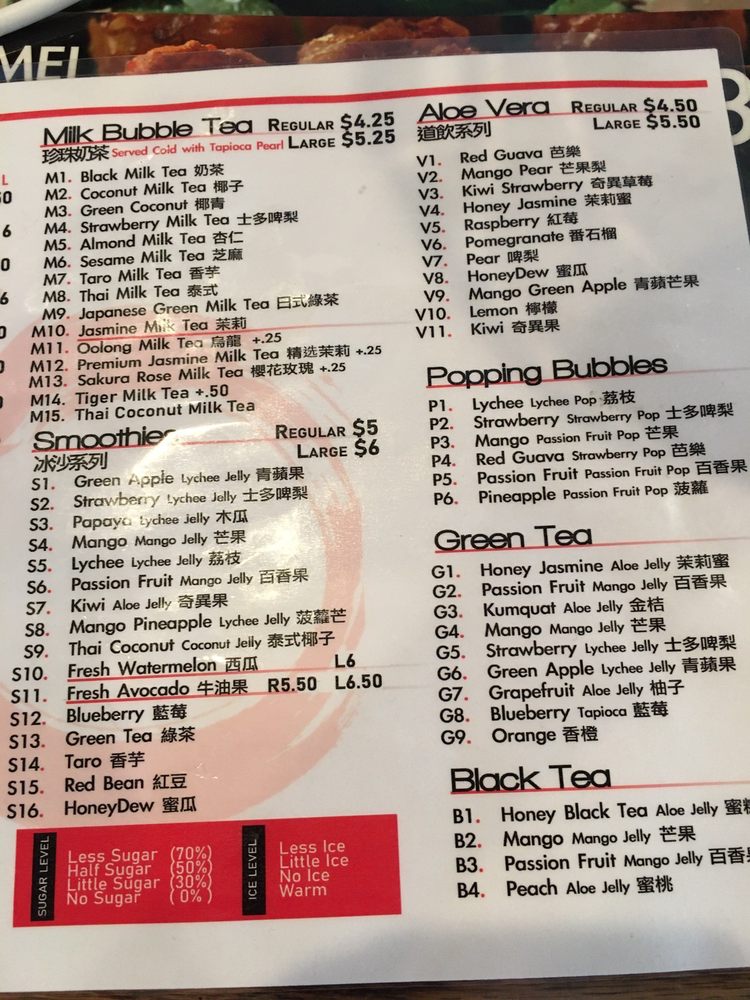 MEI
Milk Bubble Tea REGULAR $4.25
珍珠奶茶 Served Cold with Tapioca Pearl LARGE $5.25
M1. Black Milk Tea 奶茶
M2. Coconut Milk Tea 椰子
M3. Green Coconut 椰青
M4. Strawberry Milk Tea 士多啤梨
M5. Almond Milk Tea 杏仁
M6. Sesame Milk Tea 芝麻
M7. Taro Milk Tea 香芋
M8. Thai Milk Tea 泰式
M9. Japanese Green Milk Tea 日式綠茶
M10. Jasmine Milk Tea 茉莉
M11. Oolong Milk Tea 烏龍 +.25
M12. Premium Jasmine Milk Tea 精选茉莉 +.25
M13. Sakura Rose Milk Tea 櫻花玫瑰 +.25
M14. Tiger Milk Tea +.50
M15. Thai Coconut Milk Tea
Smoothies REGULAR $5
冰沙系列 LARGE $6
S1. Green Apple Lychee Jelly 青蘋果
S2. Strawberry Lychee Jelly 士多啤梨
S3. Papaya Lychee Jelly 木瓜
S4. Mango Mango Jelly 芒果
S5. Lychee Lychee Jelly 荔枝
S6. Passion Fruit Mango Jelly 百香果
S7. Kiwi Aloe Jelly 奇異果
S8. Mango Pineapple Lychee Jelly 菠蘿芒
S9. Thai Coconut Coconut Jelly 泰式椰子
S10. Fresh Watermelon 西瓜 L6
S11. Fresh Avocado 牛油果 R5.50 L6.50
S12. Blueberry 藍莓
S13. Green Tea 綠茶
S14. Taro 香芋
S15. Red Bean 紅豆
S16. HoneyDew 蜜瓜
SUGAR LEVEL
Less Sugar (70%)
Half Sugar (50%)
Little Sugar (30%)
No Sugar ( 0% )
ICE LEVEL
Less Ice
Little Ice
No Ice
Warm
Aloe Vera REGULAR $4.50
道飲系列 LARGE $5.50
V1. Red Guava 芭樂
V2. Mango Pear 芒果梨
V3. Kiwi Strawberry 奇異草莓
V4. Honey Jasmine 茉莉蜜
V5. Raspberry 紅莓
V6. Pomegranate 番石榴
V7. Pear 啤梨
V8. HoneyDew 蜜瓜
V9. Mango Green Apple 青蘋芒果
V10. Lemon 檸檬
V11. Kiwi 奇異果
Popping Bubbles
P1. Lychee Lychee Pop 荔枝
P2. Strawberry Strawberry Pop 士多啤梨
P3. Mango Passion Fruit Pop 芒果
P4. Red Guava Strawberry Pop 芭樂
P5. Passion Fruit Passion Fruit Pop 百香果
P6. Pineapple Passion Fruit Pop 菠蘿
Green Tea
G1. Honey Jasmine Aloe Jelly 茉莉蜜
G2. Passion Fruit Mango Jelly 百香果
G3. Kumquat Aloe Jelly 金桔
G4. Mango Mango Jelly 芒果
G5. Strawberry Lychee Jelly 士多啤梨
G6. Green Apple Lychee Jelly 青蘋果
G7. Grapefruit Aloe Jelly 柚子
G8. Blueberry Tapioca 藍莓
G9. Orange 香橙
Black Tea
B1. Honey Black Tea Aloe Jelly 蜜
B2. Mango Mango Jelly 芒果
B3. Passion Fruit Mango Jelly 百香
B4. Peach Aloe Jelly 蜜桃